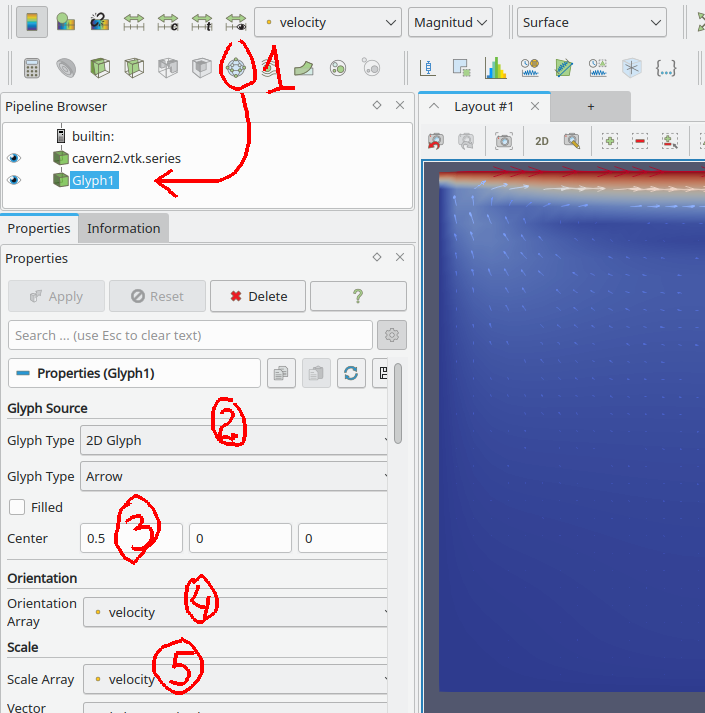 velocity
Magnitud
Surface
1
Pipeline Browser
Layout #1
+
builtin:
cavern2.vtk.series
2D
Glyph1
Properties
Information
Properties
Apply
Reset
Delete
?
Search ... (use Esc to clear text)
Properties (Glyph1)
Glyph Source
2
Glyph Type
2D Glyph
Glyph Type
Arrow
Filled
3
Center
0.5
0
0
Orientation
4
Orientation Array
velocity
Scale
5
Scale Array
velocity
Vector